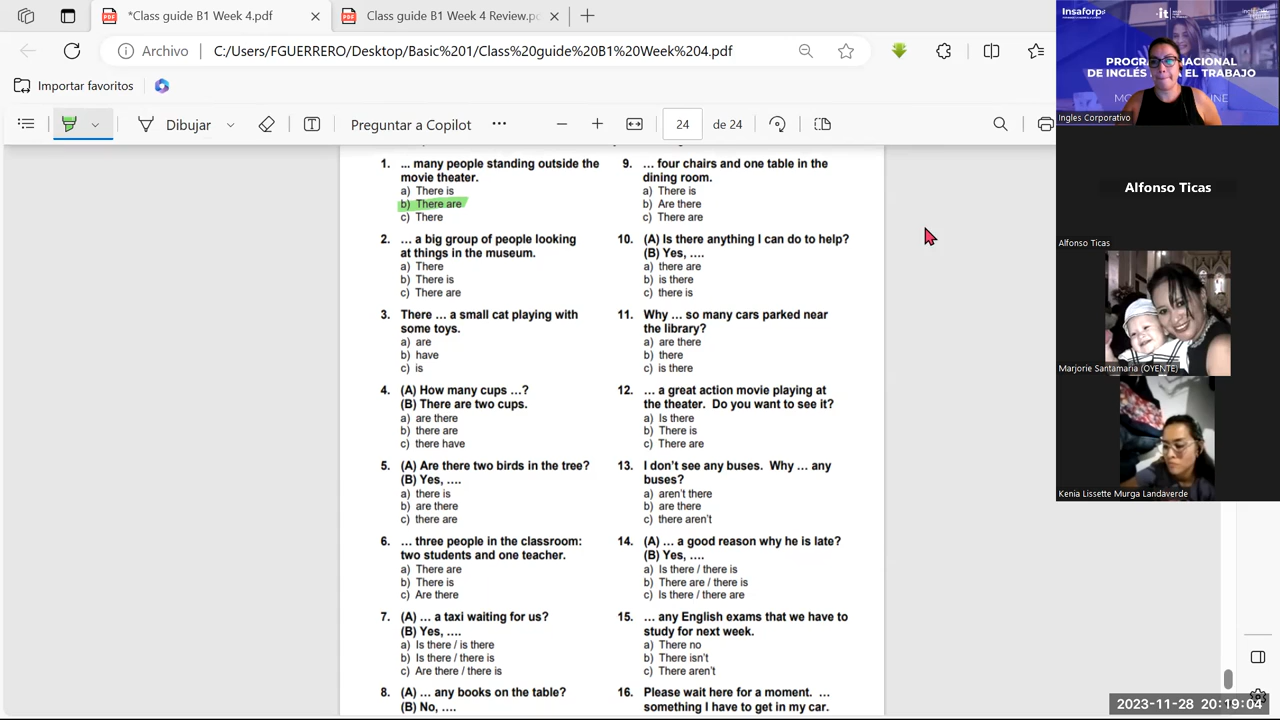 *Class guide B1 Week 4.pdf
Class guide B1 Week 3 - Review.pdf
Archivo
C:/Users/FGUERRERO/Desktop/Basic%201/Class%20guide%20B1%20Week%204.pdf
Importar favoritos
Dibujar
Preguntar a Copilot
24
de 24
1. ... many people standing outside the
movie theater.
a) There is
b) There are
c) There
2. ... a big group of people looking
at things in the museum.
a) There
b) There is
c) There are
3. There ... a small cat playing with
some toys.
a) are
b) have
c) is
4. (A) How many cups ...?
(B) There are two cups.
a) are there
b) there are
c) there have
5. (A) Are there two birds in the tree?
(B) Yes, ....
a) there is
b) are there
c) there are
6. ... three people in the classroom:
two students and one teacher.
a) There are
b) There is
c) Are there
7. (A) ... a taxi waiting for us?
(B) Yes, ....
a) Is there / is there
b) Is there / there is
c) Are there / there is
8. (A) ... any books on the table?
(B) No, ....
9. ... four chairs and one table in the
dining room.
a) There is
b) Are there
c) There are
10. (A) Is there anything I can do to help?
(B) Yes, ....
a) there are
b) is there
c) there is
11. Why ... so many cars parked near
the library?
a) are there
b) there
c) is there
12. ... a great action movie playing at
the theater. Do you want to see it?
a) Is there
b) There is
c) There are
13. I don't see any buses. Why ... any
buses?
a) aren't there
b) are there
c) there aren't
14. (A) ... a good reason why he is late?
(B) Yes, ....
a) Is there / there is
b) There are / there is
c) Is there / there are
15. ... any English exams that we have to
study for next week.
a) There no
b) There isn't
c) There aren't
16. Please wait here for a moment. ...
something I have to get in my car.
Insaforp
it
PROGR NACIONAL
DE INGLÉS A EL TRABAJO
Ingles Corporativo
Alfonso Ticas
Alfonso Ticas
Marjorie Santamaria (OYENTE)
Kenia Lissette Murga Landaverde
2023-11-28 20:19:04